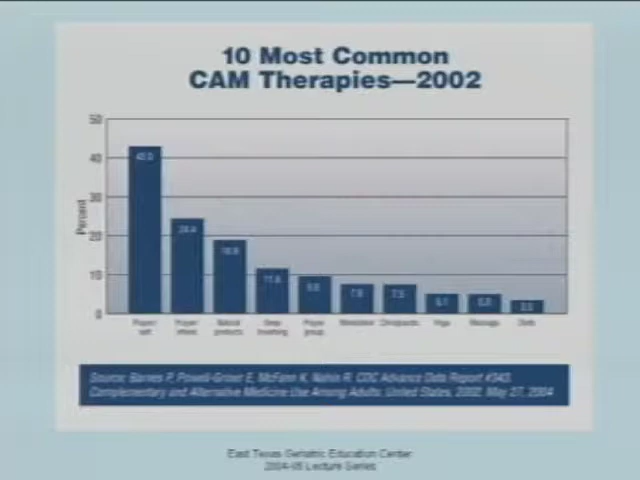 10 Most Common
CAM Therapies—2002
50
40
30
20
10
0
Percent
43.0
24.4
18.9
11.6
9.6
7.6
7.5
5.1
5.0
3.5
Prayer/ Prayer/ Natural Deep Prayer Meditation Chiropractic Yoga Massage Diets
self others products breathing group
Source: Barnes P, Powell-Griner E, McFann K, Nahin R. CDC Advance Data Report #343.
Complementary and Alternative Medicine Use Among Adults: United States, 2002. May 27, 2004
East Texas Geriatric Education Center
2004-05 Lecture Series